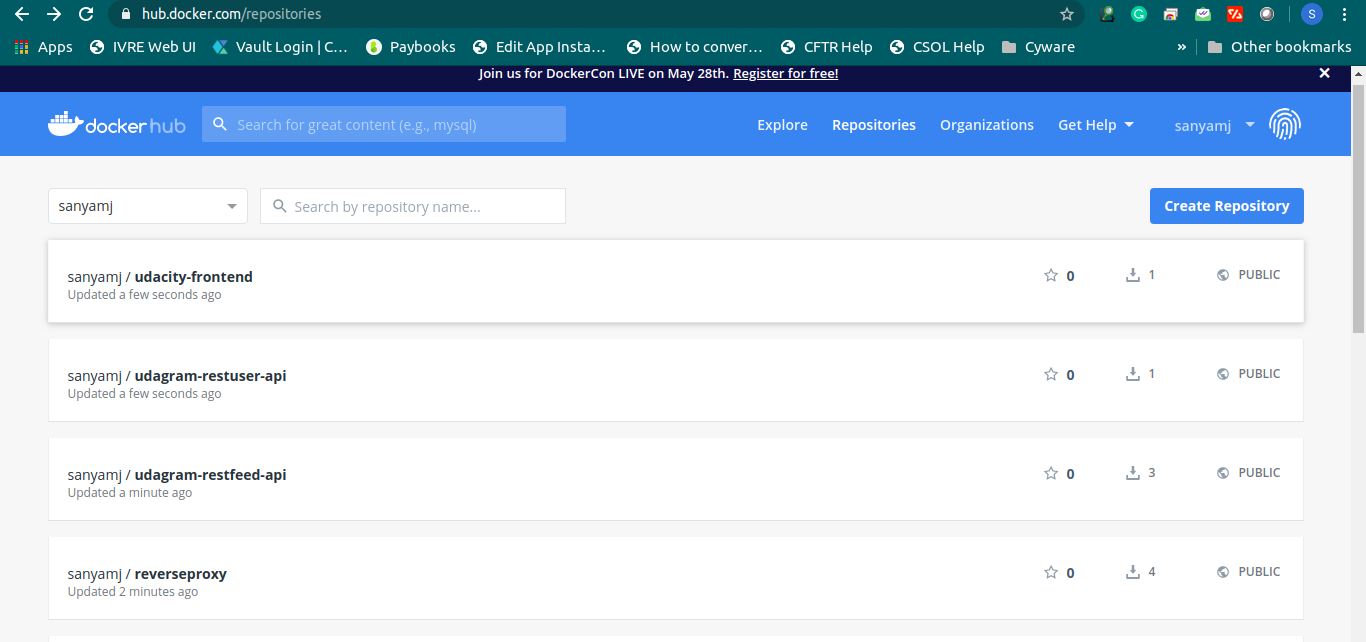 hub.docker.com/repositories
S
Apps IVRE Web UI Vault Login | C... Paybooks Edit App Insta... How to conver... CFTR Help CSOL Help Cyware » Other bookmarks
Join us for DockerCon LIVE on May 28th. Register for free!
dockerhub Search for great content (e.g., mysql) Explore Repositories Organizations Get Help sanyamj
sanyamj Search by repository name... Create Repository
sanyamj / udacity-frontend 0 1 PUBLIC
Updated a few seconds ago
sanyamj / udagram-restuser-api 0 1 PUBLIC
Updated a few seconds ago
sanyamj / udagram-restfeed-api 0 3 PUBLIC
Updated a minute ago
sanyamj / reverseproxy 0 4 PUBLIC
Updated 2 minutes ago